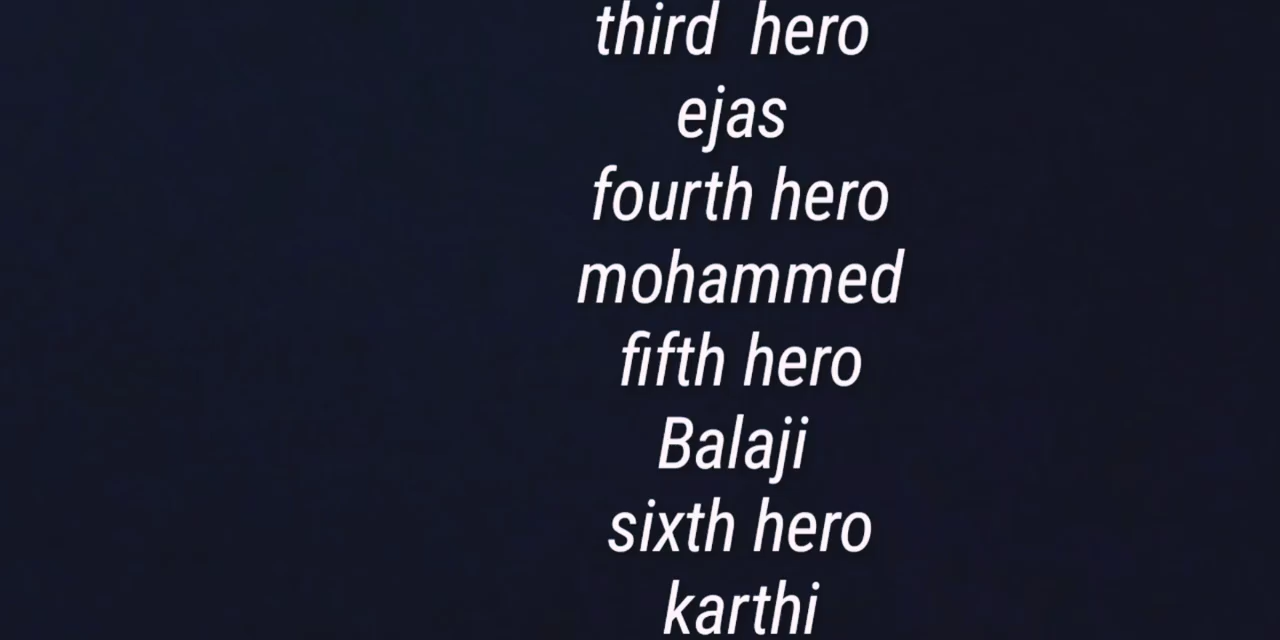 third  hero
ejas
fourth hero
mohammed
fifth hero
Balaji
sixth hero
karthi